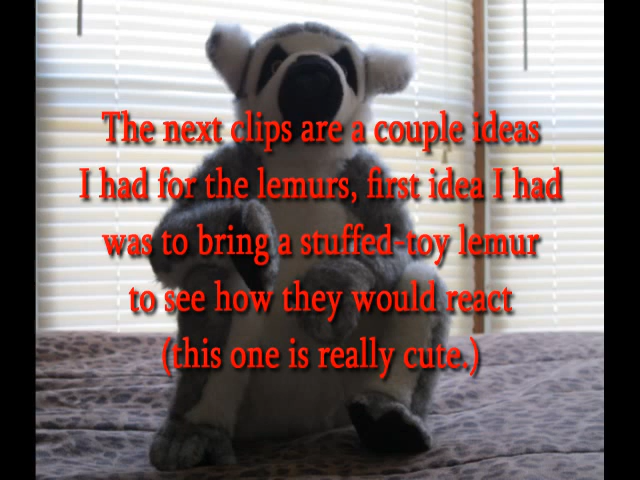 The next clips are a couple ideas
I had for the lemurs, first idea I had
was to bring a stuffed-toy lemur
to see how they would react
(this one is really cute.)